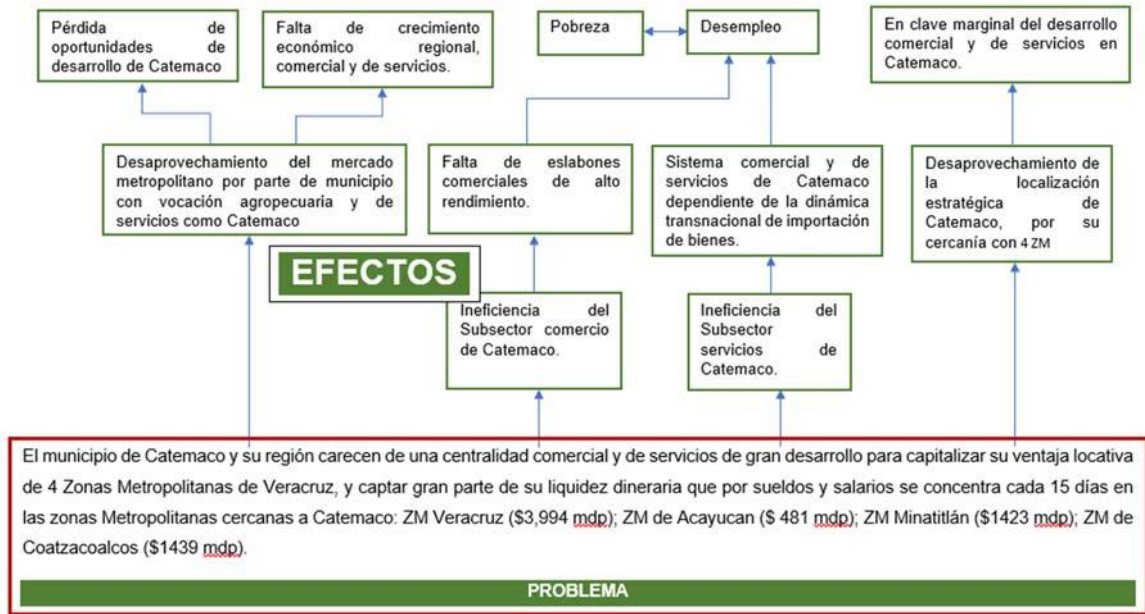 Pérdida de
oportunidades de
desarrollo de Catemaco
Falta de crecimiento
económico regional,
comercial y de servicios.
Pobreza
Desempleo
En clave marginal del desarrollo
comercial y de servicios en
Catemaco.
Desaprovechamiento del mercado
metropolitano por parte de municipio
con vocación agropecuaria y de
servicios como Catemaco
Falta de eslabones
comerciales de alto
rendimiento.
Sistema comercial y de
servicios de Catemaco
dependiente de la dinámica
transnacional de importación
de bienes.
Desaprovechamiento de
la localización
estratégica de
Catemaco, por su
cercanía con 4 ZM
EFECTOS
Ineficiencia del
Subsector comercio
de Catemaco.
Ineficiencia del
Subsector
servicios de
Catemaco.
El municipio de Catemaco y su región carecen de una centralidad comercial y de servicios de gran desarrollo para capitalizar su ventaja locativa
de 4 Zonas Metropolitanas de Veracruz, y captar gran parte de su liquidez dineraria que por sueldos y salarios se concentra cada 15 días en
las zonas Metropolitanas cercanas a Catemaco: ZM Veracruz ($3,994 mdp); ZM de Acayucan ($ 481 mdp); ZM Minatitlán ($1423 mdp); ZM de
Coatzacoalcos ($1439 mdp).
PROBLEMA